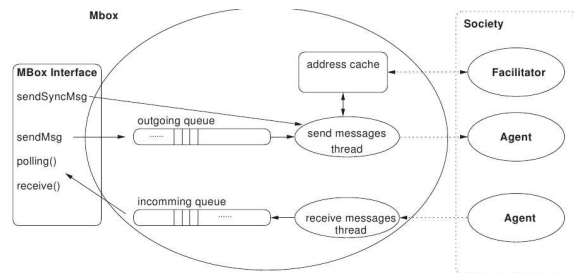 Mbox
Society
MBox Interface
sendSyncMsg
sendMsg
polling()
receive()
address cache
Facilitator
outgoing queue
......
send messages
thread
Agent
incomming queue
......
receive messages
thread
Agent